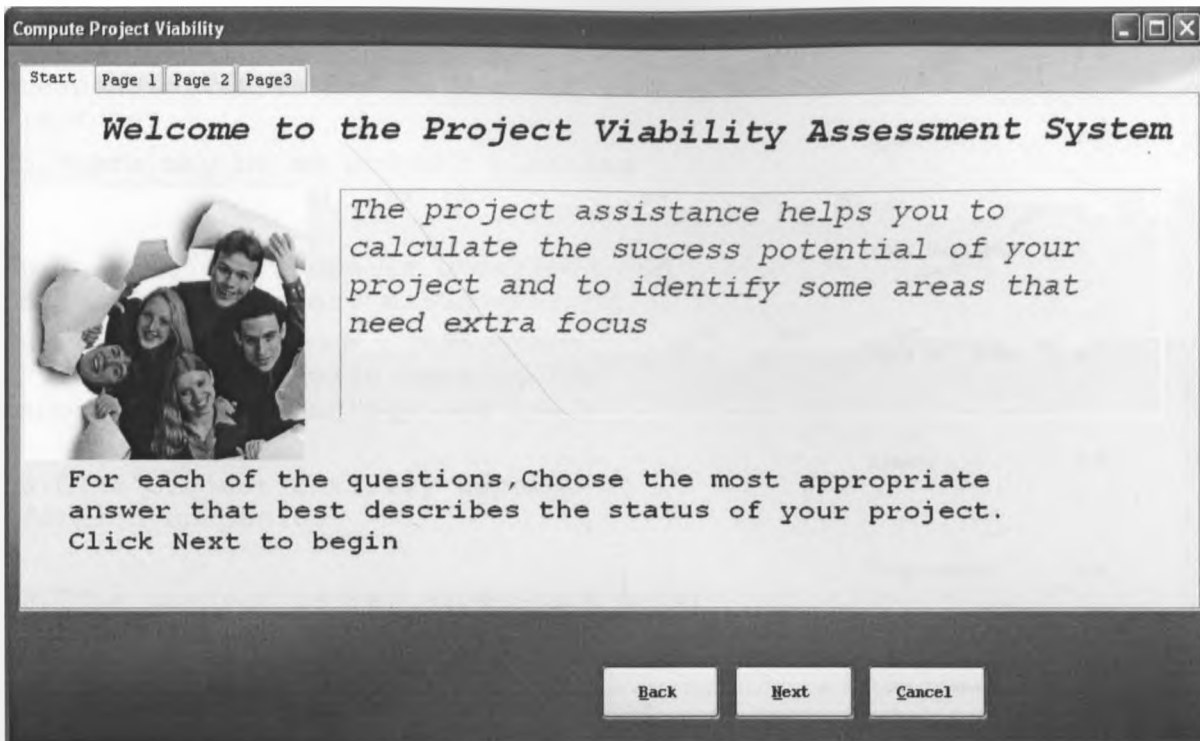 Compute Project Viability
Start Page 1 Page 2 Page3
Welcome to the Project Viability Assessment System
The project assistance helps you to
calculate the success potential of your
project and to identify some areas that
need extra focus
For each of the questions,Choose the most appropriate
answer that best describes the status of your project.
Click Next to begin
Back Next Cancel